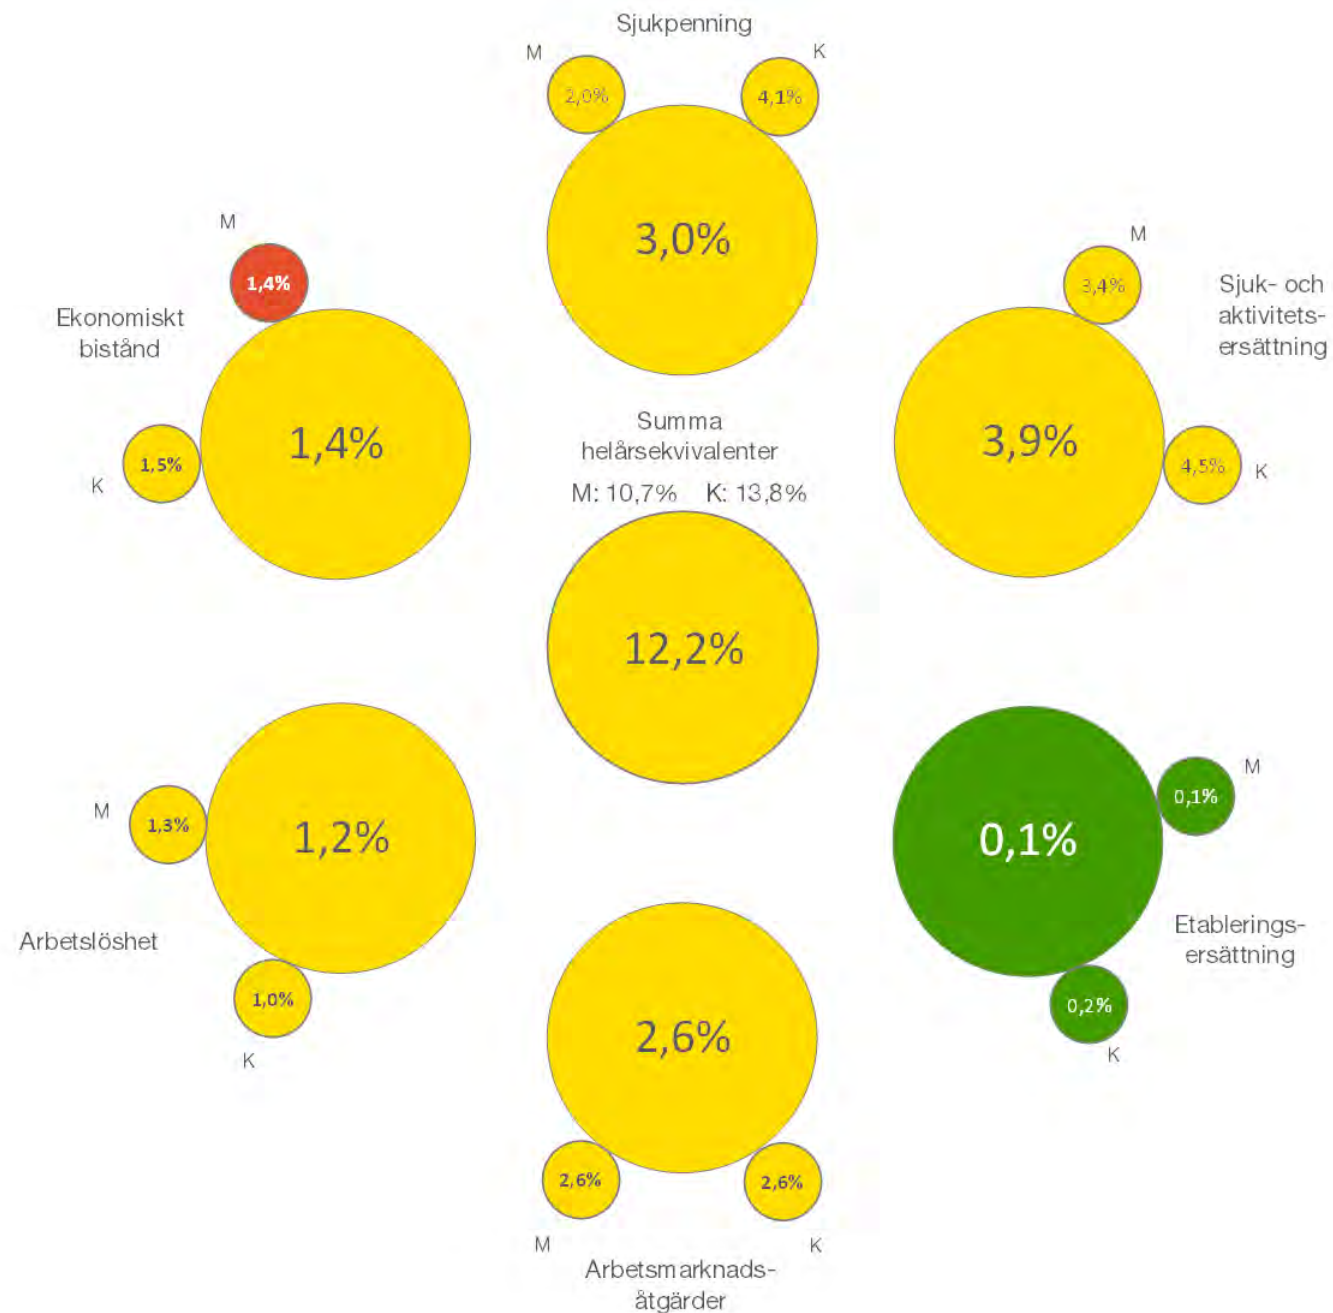 Sjukpenning
M
K
2,0%
4,1%
3,0%
M
1,4%
Ekonomiskt
bistånd
1,4%
1,5%
K
M
3,4%
Sjuk- och
aktivitets-
ersättning
3,9%
4,5%
K
Summa
helårsekvivalenter
M: 10,7% K: 13,8%
12,2%
M
1,3%
1,2%
Arbetslöshet
1,0%
K
M
0,1%
0,1%
Etablerings-
ersättning
0,2%
K
2,6%
2,6%
2,6%
M
K
Arbetsmarknads-
åtgärder